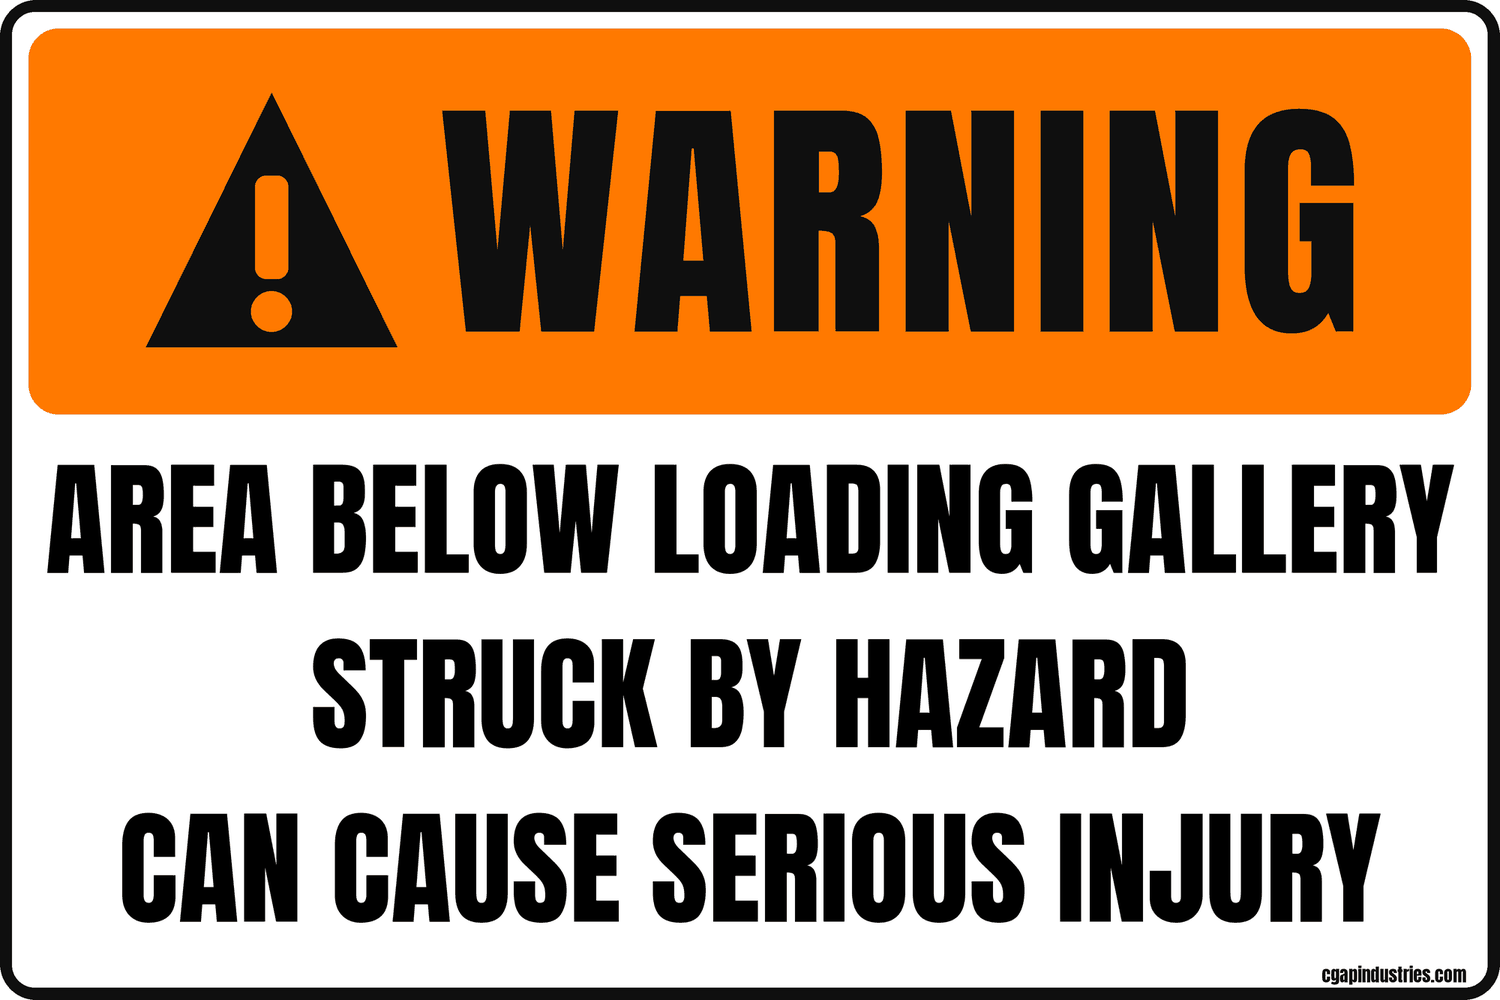 WARNING
AREA BELOW LOADING GALLERY
STRUCK BY HAZARD
CAN CAUSE SERIOUS INJURY
cgapindustries.com